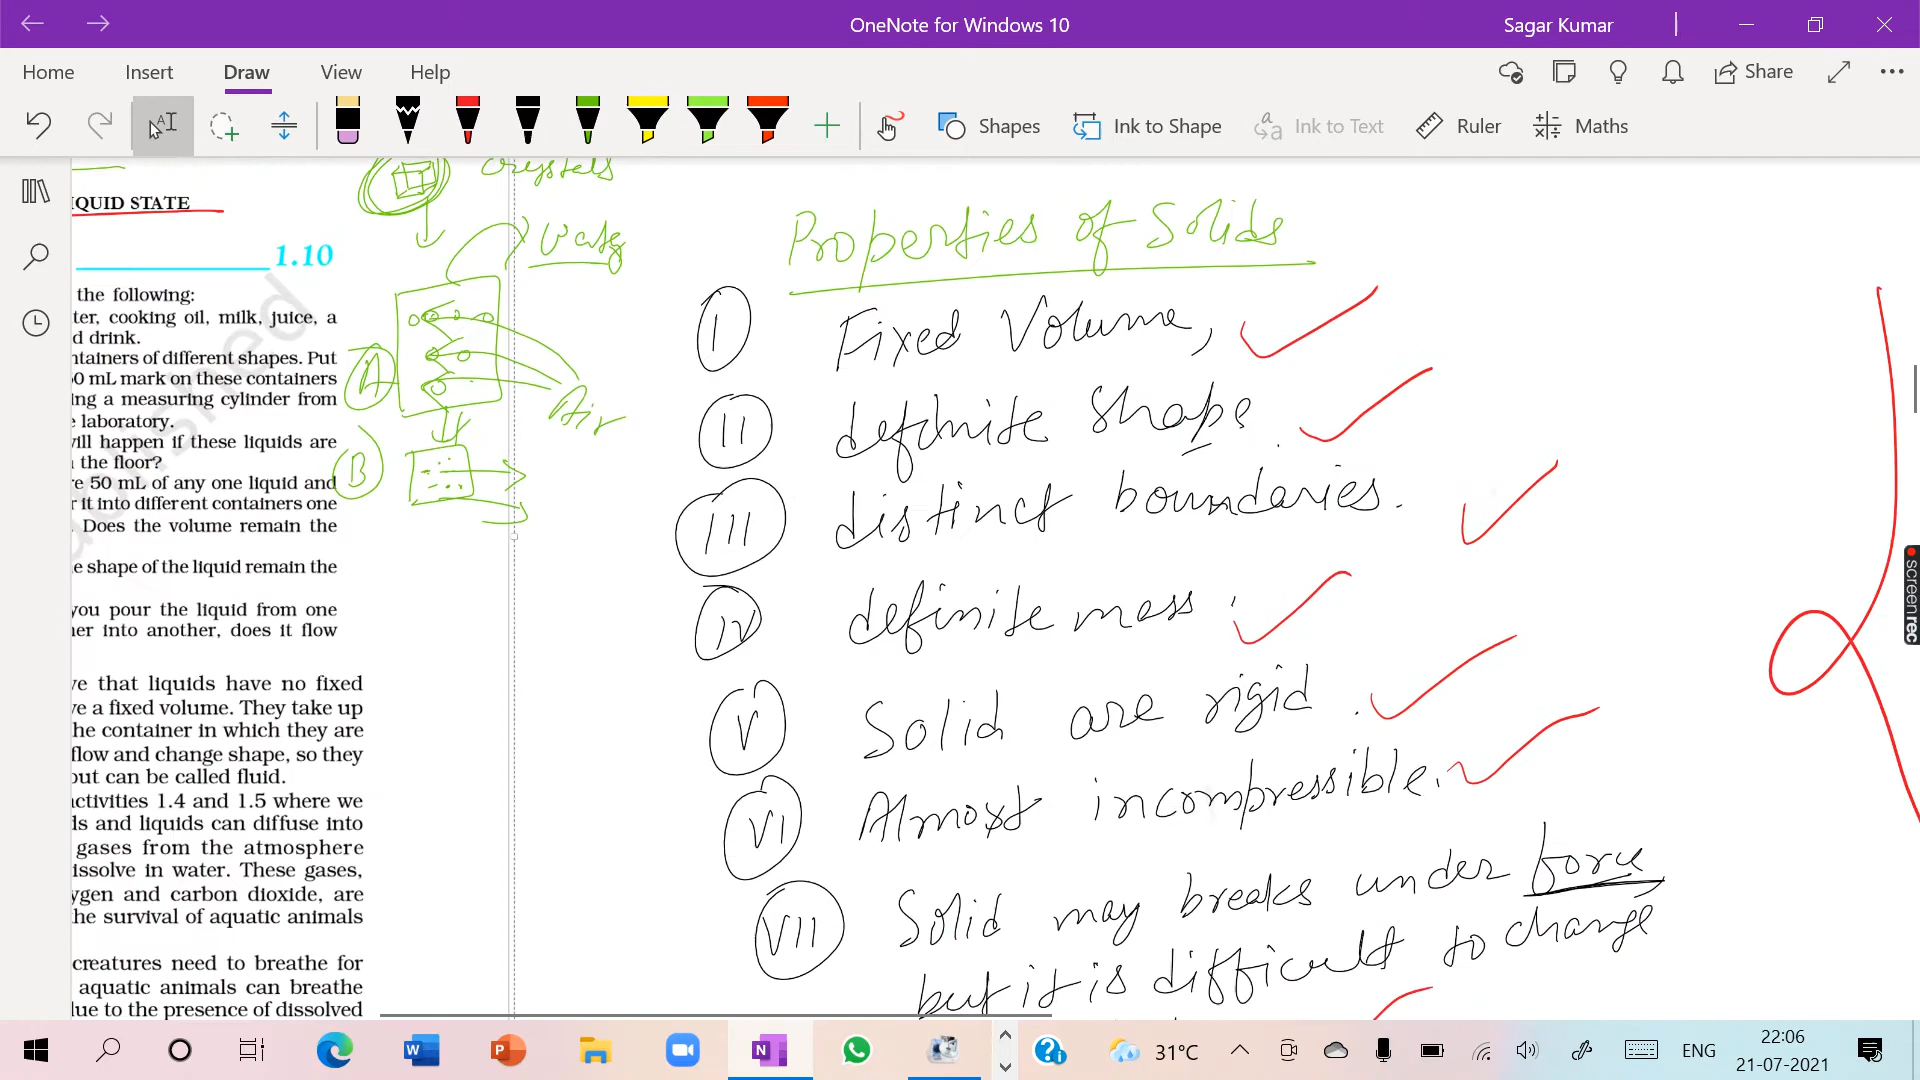 OneNote for Windows 10
Sagar Kumar
Home Insert Draw View Help
Share
Shapes Ink to Shape Ink to Text Ruler Maths
crystals
IQUID STATE
Water
1.10
the following:
ter, cooking oil, milk, juice, a
d drink.
ntainers of different shapes. Put
50 mL mark on these containers
ing a measuring cylinder from
e laboratory.
will happen if these liquids are
the floor?
re 50 mL of any one liquid and
r it into different containers one
. Does the volume remain the
e shape of the liquid remain the
you pour the liquid from one
ner into another, does it flow
ve that liquids have no fixed
ve a fixed volume. They take up
he container in which they are
flow and change shape, so they
out can be called fluid.
activities 1.4 and 1.5 where we
ds and liquids can diffuse into
gases from the atmosphere
issolve in water. These gases,
ygen and carbon dioxide, are
he survival of aquatic animals
creatures need to breathe for
aquatic animals can breathe
lue to the presence of dissolved
A
Air
B
Properties of Solids
I Fixed Volume,
II definite shape.
III distinct boundaries.
IV definite mass.
V Solid are rigid.
VI Almost incompressible.
VII Solid may breaks under force
but it is difficult to change
screenrec
31°C
ENG
22:06
21-07-2021